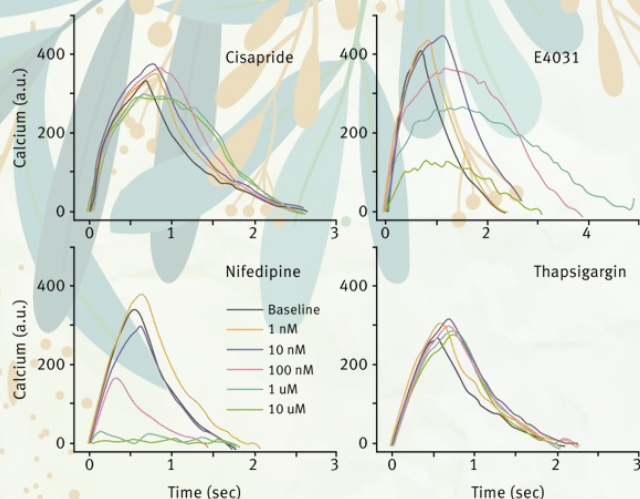 Cisapride
Calcium (a.u.)
400
200
0
0 1 2 3
E4031
400
200
0
0 2 4
Nifedipine
Calcium (a.u.)
400
200
0
0 1 2 3
Time (sec)
Baseline
1 nM
10 nM
100 nM
1 uM
10 uM
Thapsigargin
400
200
0
0 1 2 3
Time (sec)